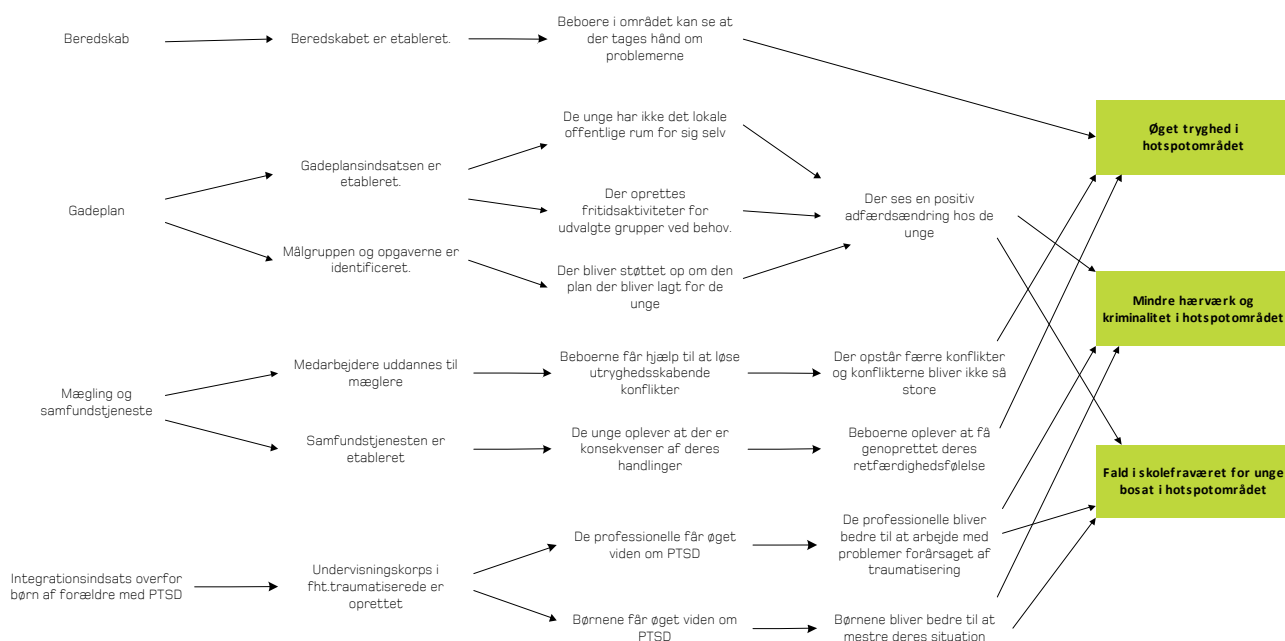 Beredskab
Beredskabet er etableret.
Beboere i området kan se at
der tages hånd om
problemerne
Øget tryghed i
hotspotområdet
De unge har ikke det lokale
offentlige rum for sig selv
Gadeplansindsatsen er
etableret.
Gadeplan
Der oprettes
fritidsaktiviteter for
udvalgte grupper ved behov.
Der ses en positiv
adfærdsændring hos de
unge
Målgruppen og opgaverne er
identificeret.
Der bliver støttet op om den
plan der bliver lagt for de
unge
Mindre hærværk og
kriminalitet i hotspotområdet
Medarbejdere uddannes til
mæglere
Beboerne får hjælp til at løse
utryghedsskabende
konflikter
Der opstår færre konflikter
og konflikterne bliver ikke så
store
Mægling og
samfundstjeneste
Samfundstjenesten er
etableret
De unge oplever at der er
konsekvenser af deres
handlinger
Beboerne oplever at få
genoprettet deres
retfærdighedsfølelse
Fald i skolefraværet for unge
bosat i hotspotområdet
De professionelle får øget
viden om PTSD
De professionelle bliver
bedre til at arbejde med
problemer forårsaget af
traumatisering
Integrationsindsats overfor
børn af forældre med PTSD
Undervisningskorps i
fht.traumatiserede er
oprettet
Børnene får øget viden om
PTSD
Børnene bliver bedre til at
mestre deres situation